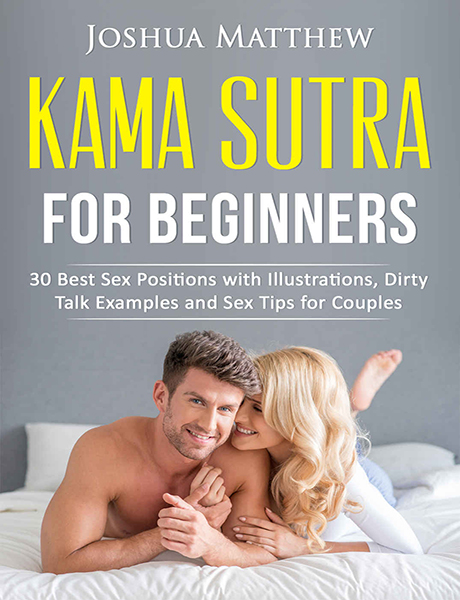 Joshua Matthew
KAMA SUTRA
FOR BEGINNERS
30 Best Sex Positions with Illustrations, Dirty
Talk Examples and Sex Tips for Couples